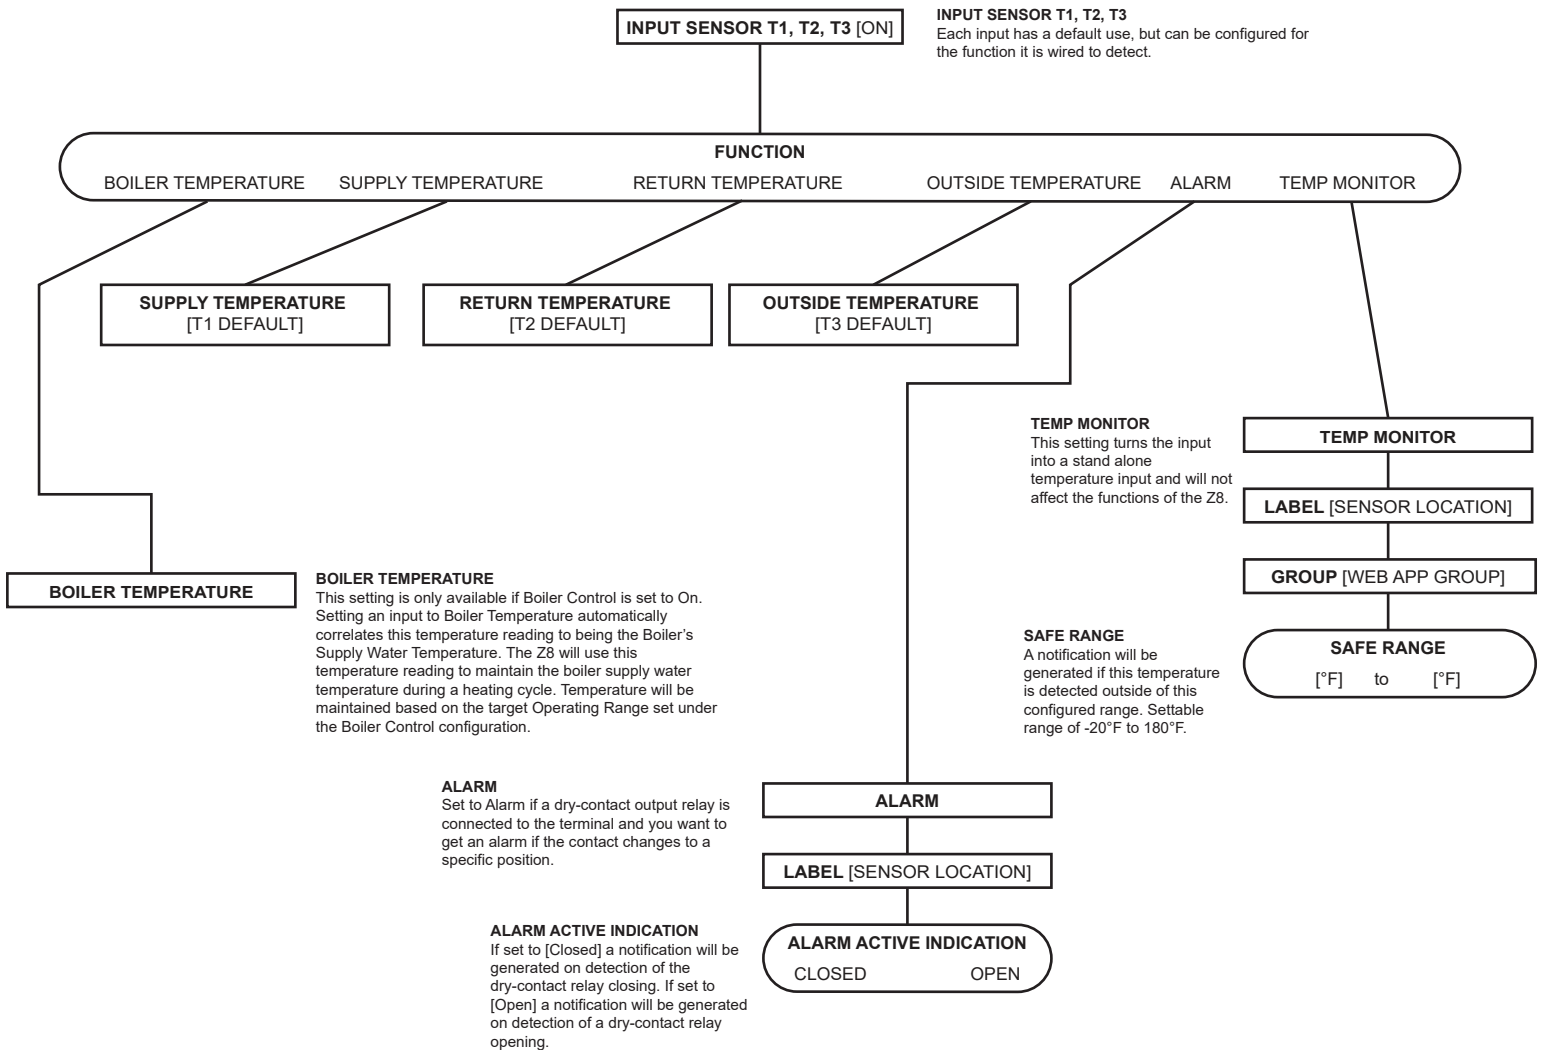 INPUT SENSOR T1, T2, T3 [ON]
INPUT SENSOR T1, T2, T3
Each input has a default use, but can be configured for
the function it is wired to detect.
FUNCTION
BOILER TEMPERATURE SUPPLY TEMPERATURE RETURN TEMPERATURE OUTSIDE TEMPERATURE ALARM TEMP MONITOR
SUPPLY TEMPERATURE
[T1 DEFAULT]
RETURN TEMPERATURE
[T2 DEFAULT]
OUTSIDE TEMPERATURE
[T3 DEFAULT]
TEMP MONITOR
This setting turns the input
into a stand alone
temperature input and will not
affect the functions of the Z8.
TEMP MONITOR
LABEL [SENSOR LOCATION]
GROUP [WEB APP GROUP]
BOILER TEMPERATURE
BOILER TEMPERATURE
This setting is only available if Boiler Control is set to On.
Setting an input to Boiler Temperature automatically
correlates this temperature reading to being the Boiler’s
Supply Water Temperature. The Z8 will use this
temperature reading to maintain the boiler supply water
temperature during a heating cycle. Temperature will be
maintained based on the target Operating Range set under
the Boiler Control configuration.
SAFE RANGE
A notification will be
generated if this temperature
is detected outside of this
configured range. Settable
range of -20°F to 180°F.
SAFE RANGE
[°F] to [°F]
ALARM
Set to Alarm if a dry-contact output relay is
connected to the terminal and you want to
get an alarm if the contact changes to a
specific position.
ALARM
LABEL [SENSOR LOCATION]
ALARM ACTIVE INDICATION
If set to [Closed] a notification will be
generated on detection of the
dry-contact relay closing. If set to
[Open] a notification will be generated
on detection of a dry-contact relay
opening.
ALARM ACTIVE INDICATION
CLOSED OPEN